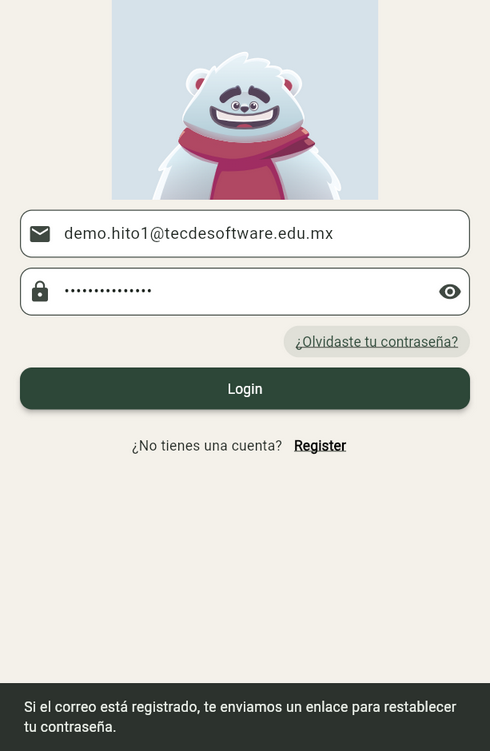 demo.hito1@tecdesoftware.edu.mx
•••••••••••••••
¿Olvidaste tu contraseña?
Login
¿No tienes una cuenta? Register
Si el correo está registrado, te enviamos un enlace para restablecer
tu contraseña.